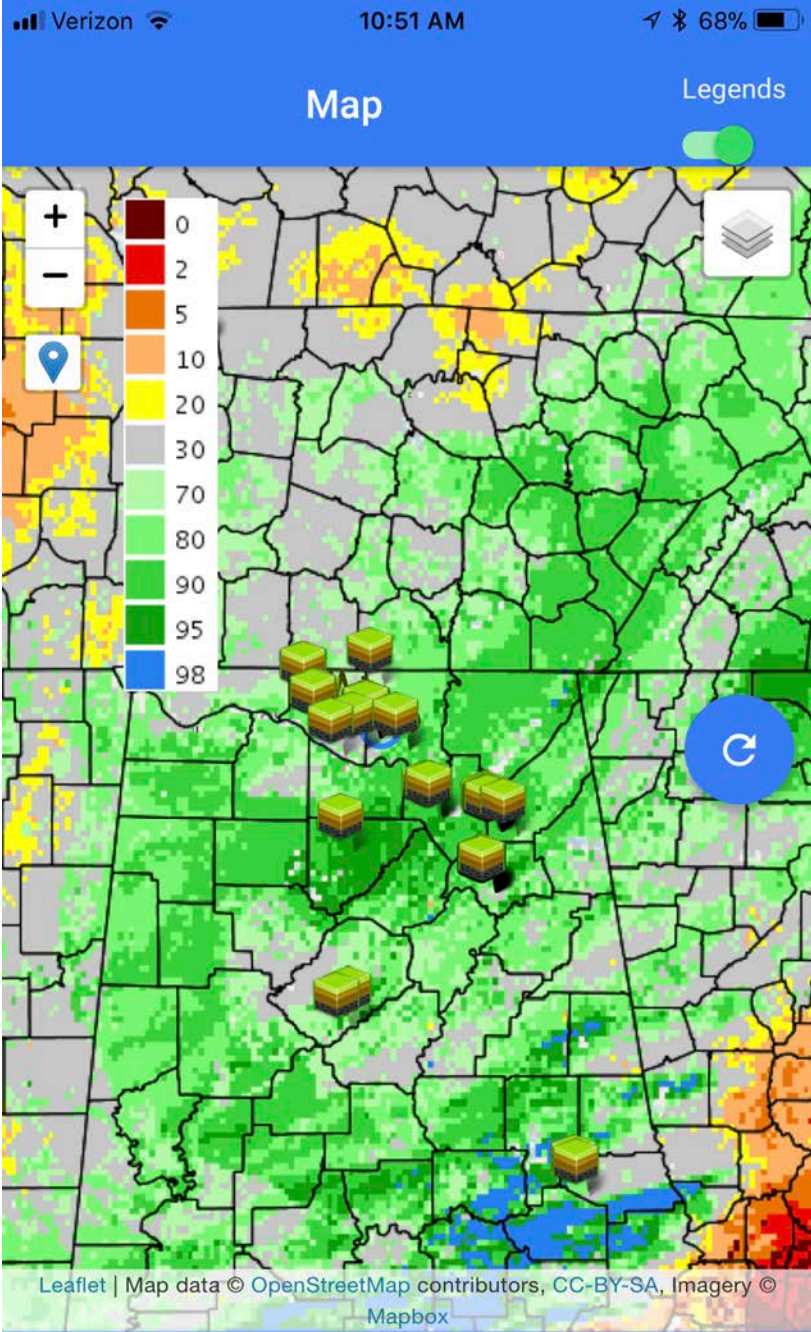 Verizon 10:51 AM 68%
Map
Legends
+
−
0
2
5
10
20
30
70
80
90
95
98
Leaflet | Map data © OpenStreetMap contributors, CC-BY-SA, Imagery ©
Mapbox